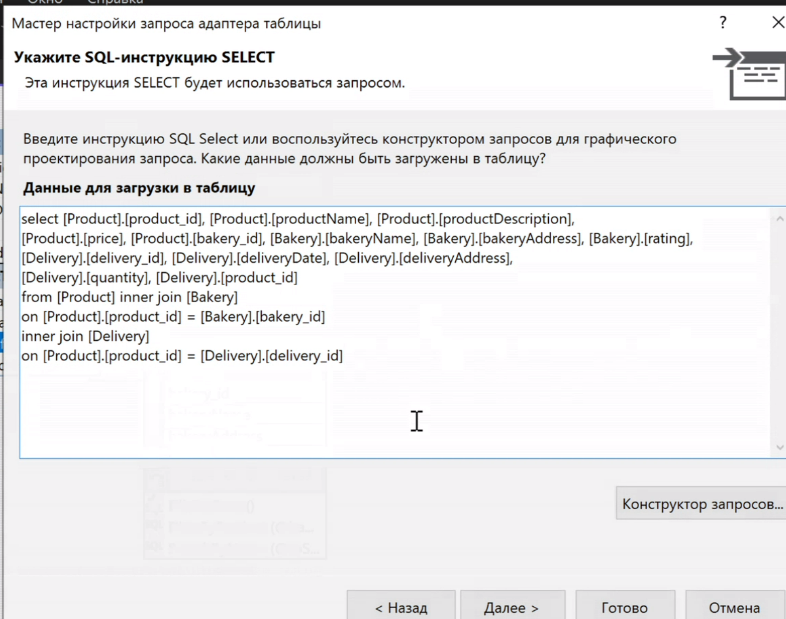 Окно Справка
Мастер настройки запроса адаптера таблицы
?
Укажите SQL-инструкцию SELECT
Эта инструкция SELECT будет использоваться запросом.
Введите инструкцию SQL Select или воспользуйтесь конструктором запросов для графического
проектирования запроса. Какие данные должны быть загружены в таблицу?
Данные для загрузки в таблицу
select [Product].[product_id], [Product].[productName], [Product].[productDescription],
[Product].[price], [Product].[bakery_id], [Bakery].[bakeryName], [Bakery].[bakeryAddress], [Bakery].[rating],
[Delivery].[delivery_id], [Delivery].[deliveryDate], [Delivery].[deliveryAddress],
[Delivery].[quantity], [Delivery].[product_id]
from [Product] inner join [Bakery]
on [Product].[product_id] = [Bakery].[bakery_id]
inner join [Delivery]
on [Product].[product_id] = [Delivery].[delivery_id]
Конструктор запросов...
< Назад
Далее >
Готово
Отмена